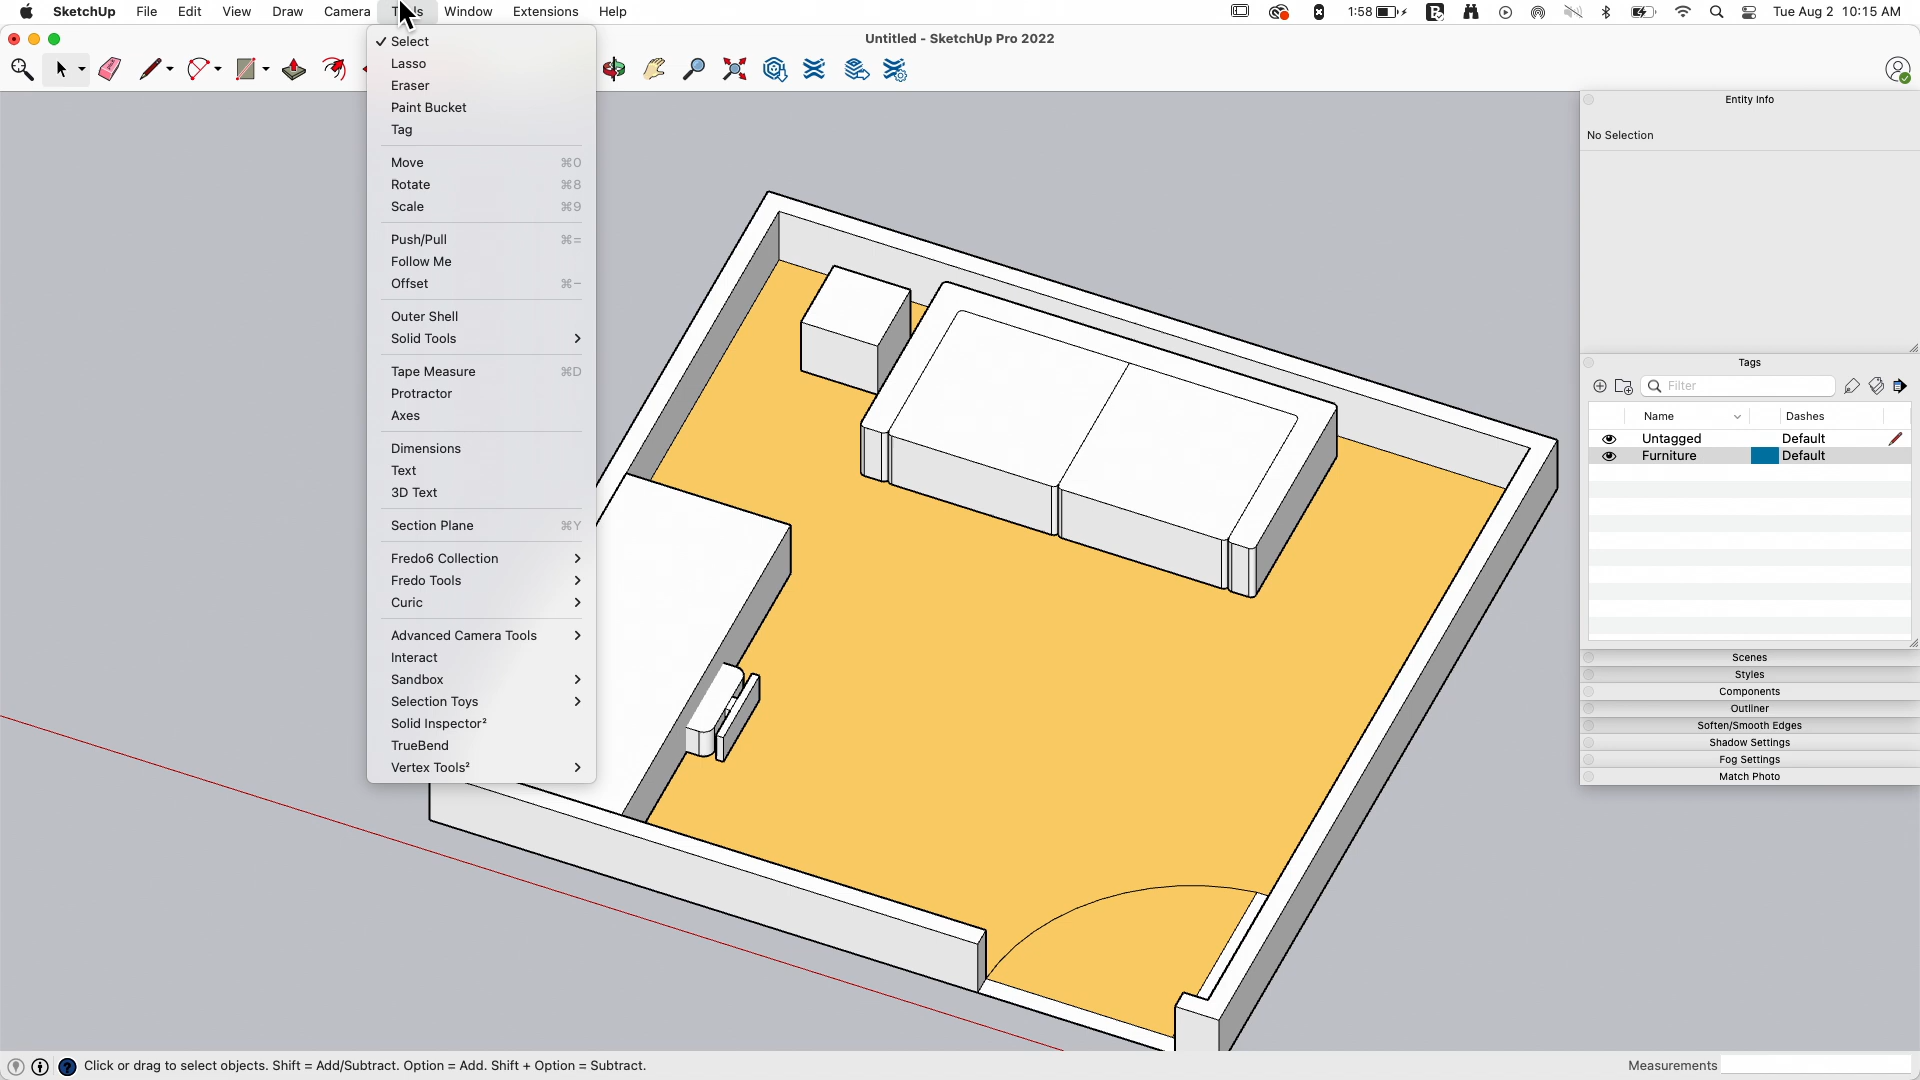 SketchUp File Edit View Draw Camera Window Extensions Help 1:58 Tue Aug 2 10:15 AM
Untitled - SketchUp Pro 2022
Select
Lasso
Eraser
Paint Bucket
Tag
Move ⌘0
Rotate ⌘8
Scale ⌘9
Push/Pull ⌘=
Follow Me
Offset ⌘-
Outer Shell
Solid Tools
Tape Measure ⌘D
Protractor
Axes
Dimensions
Text
3D Text
Section Plane ⌘Y
Fredo6 Collection
Fredo Tools
Curic
Advanced Camera Tools
Interact
Sandbox
Selection Toys
Solid Inspector²
TrueBend
Vertex Tools²
Entity Info
No Selection
Tags
Filter
Name Dashes
Untagged Default
Furniture Default
Scenes
Styles
Components
Outliner
Soften/Smooth Edges
Shadow Settings
Fog Settings
Match Photo
Click or drag to select objects. Shift = Add/Subtract. Option = Add. Shift + Option = Subtract.
Measurements